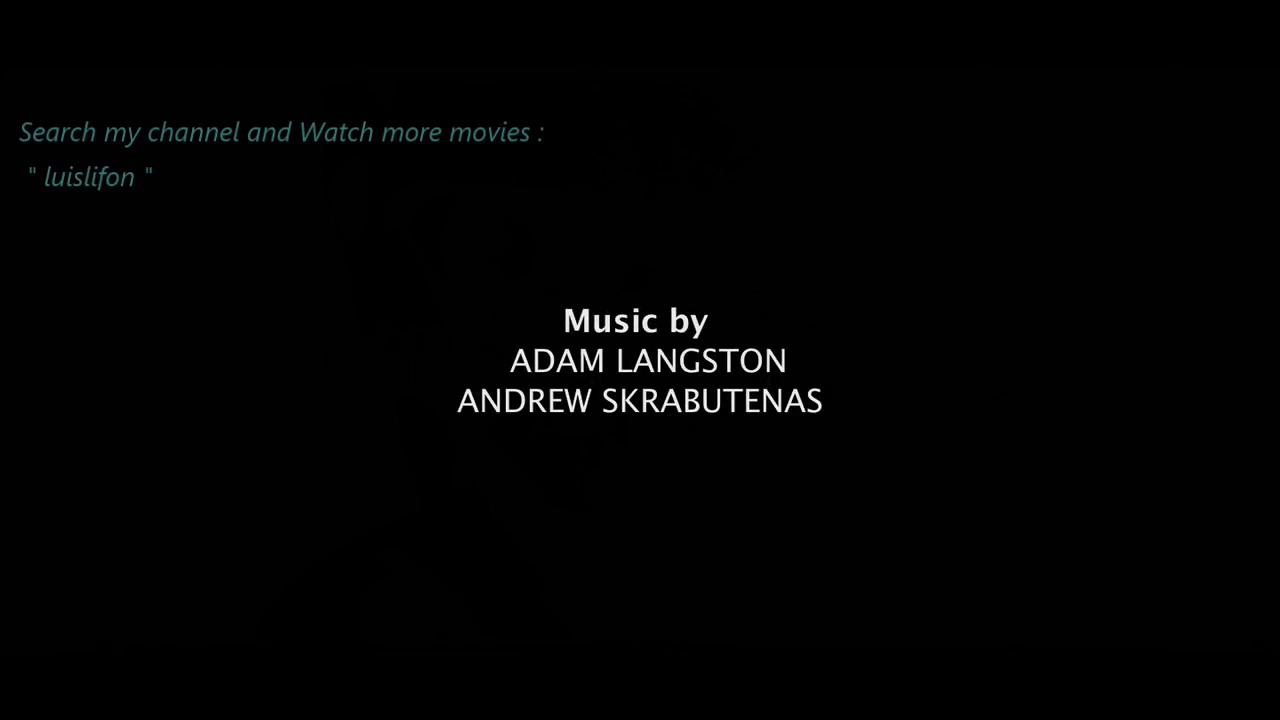 Search my channel and Watch more movies :
" luislifon "
Music by
ADAM LANGSTON
ANDREW SKRABUTENAS